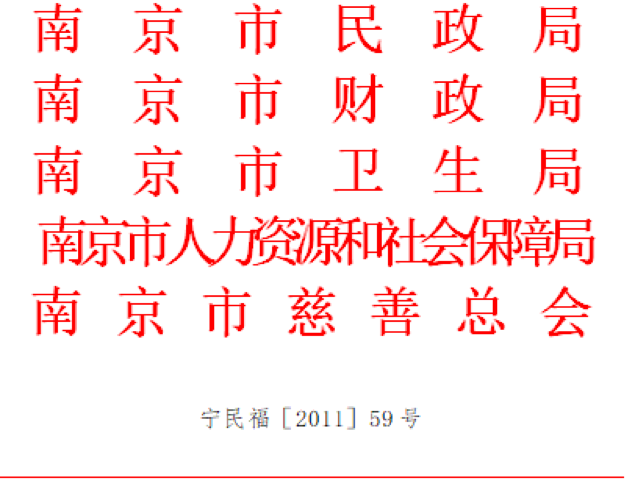 南京市民政局
南京市财政局
南京市卫生局
南京市人力资源和社会保障局
南京市慈善总会
宁民福［2011］59号